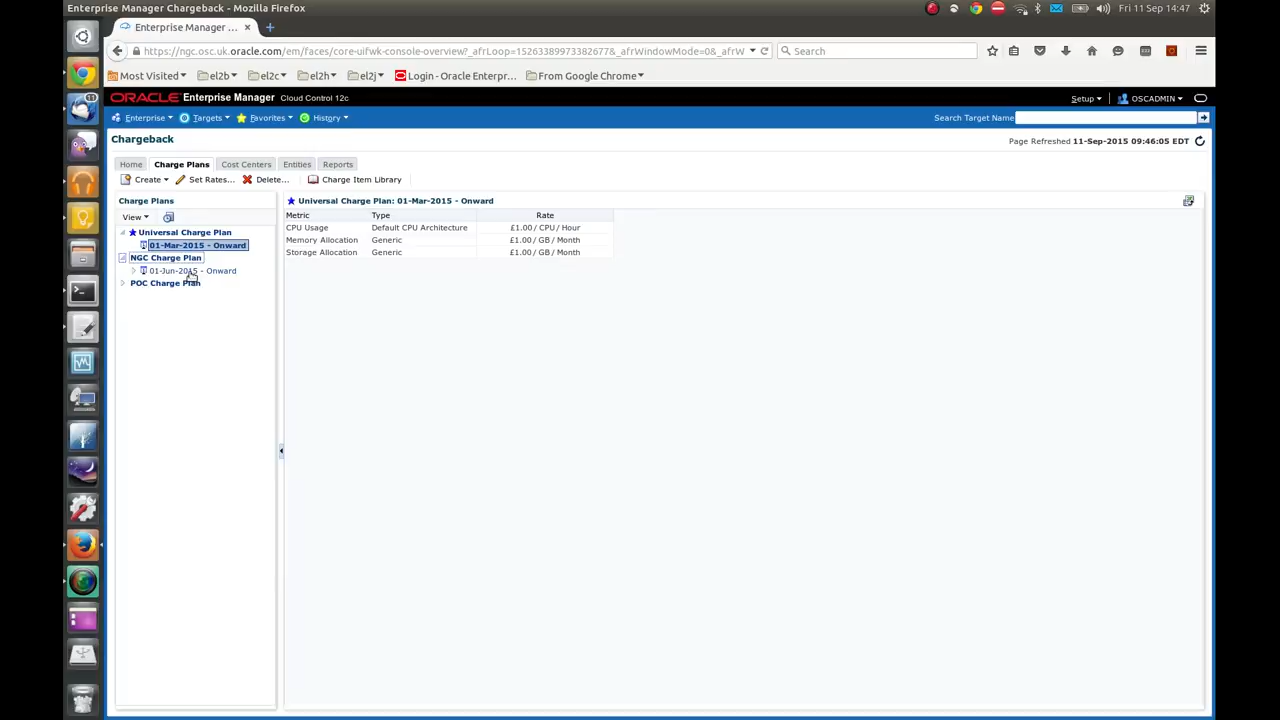 Enterprise Manager Chargeback - Mozilla Firefox
Fri 11 Sep 14:47
Enterprise Manager ...
https://ngc.osc.uk.oracle.com/em/faces/core-uifwk-console-overview?_afrLoop=1526338997338267​7&_afrWindowMode=0&_afrW
Search
Most Visited
el2b
el2c
el2h
el2j
Login - Oracle Enterpr...
From Google Chrome
ORACLE Enterprise Manager Cloud Control 12c
Setup
OSCADMIN
Enterprise
Targets
Favorites
History
Search Target Name
Chargeback
Page Refreshed 11-Sep-2015 09:46:05 EDT
Home
Charge Plans
Cost Centers
Entities
Reports
Create
Set Rates...
Delete...
Charge Item Library
Charge Plans
View
Universal Charge Plan
01-Mar-2015 - Onward
NGC Charge Plan
01-Jun-2015 - Onward
POC Charge Plan
Universal Charge Plan: 01-Mar-2015 - Onward
Metric Type Rate
CPU Usage Default CPU Architecture £1.00 / CPU / Hour
Memory Allocation Generic £1.00 / GB / Month
Storage Allocation Generic £1.00 / GB / Month